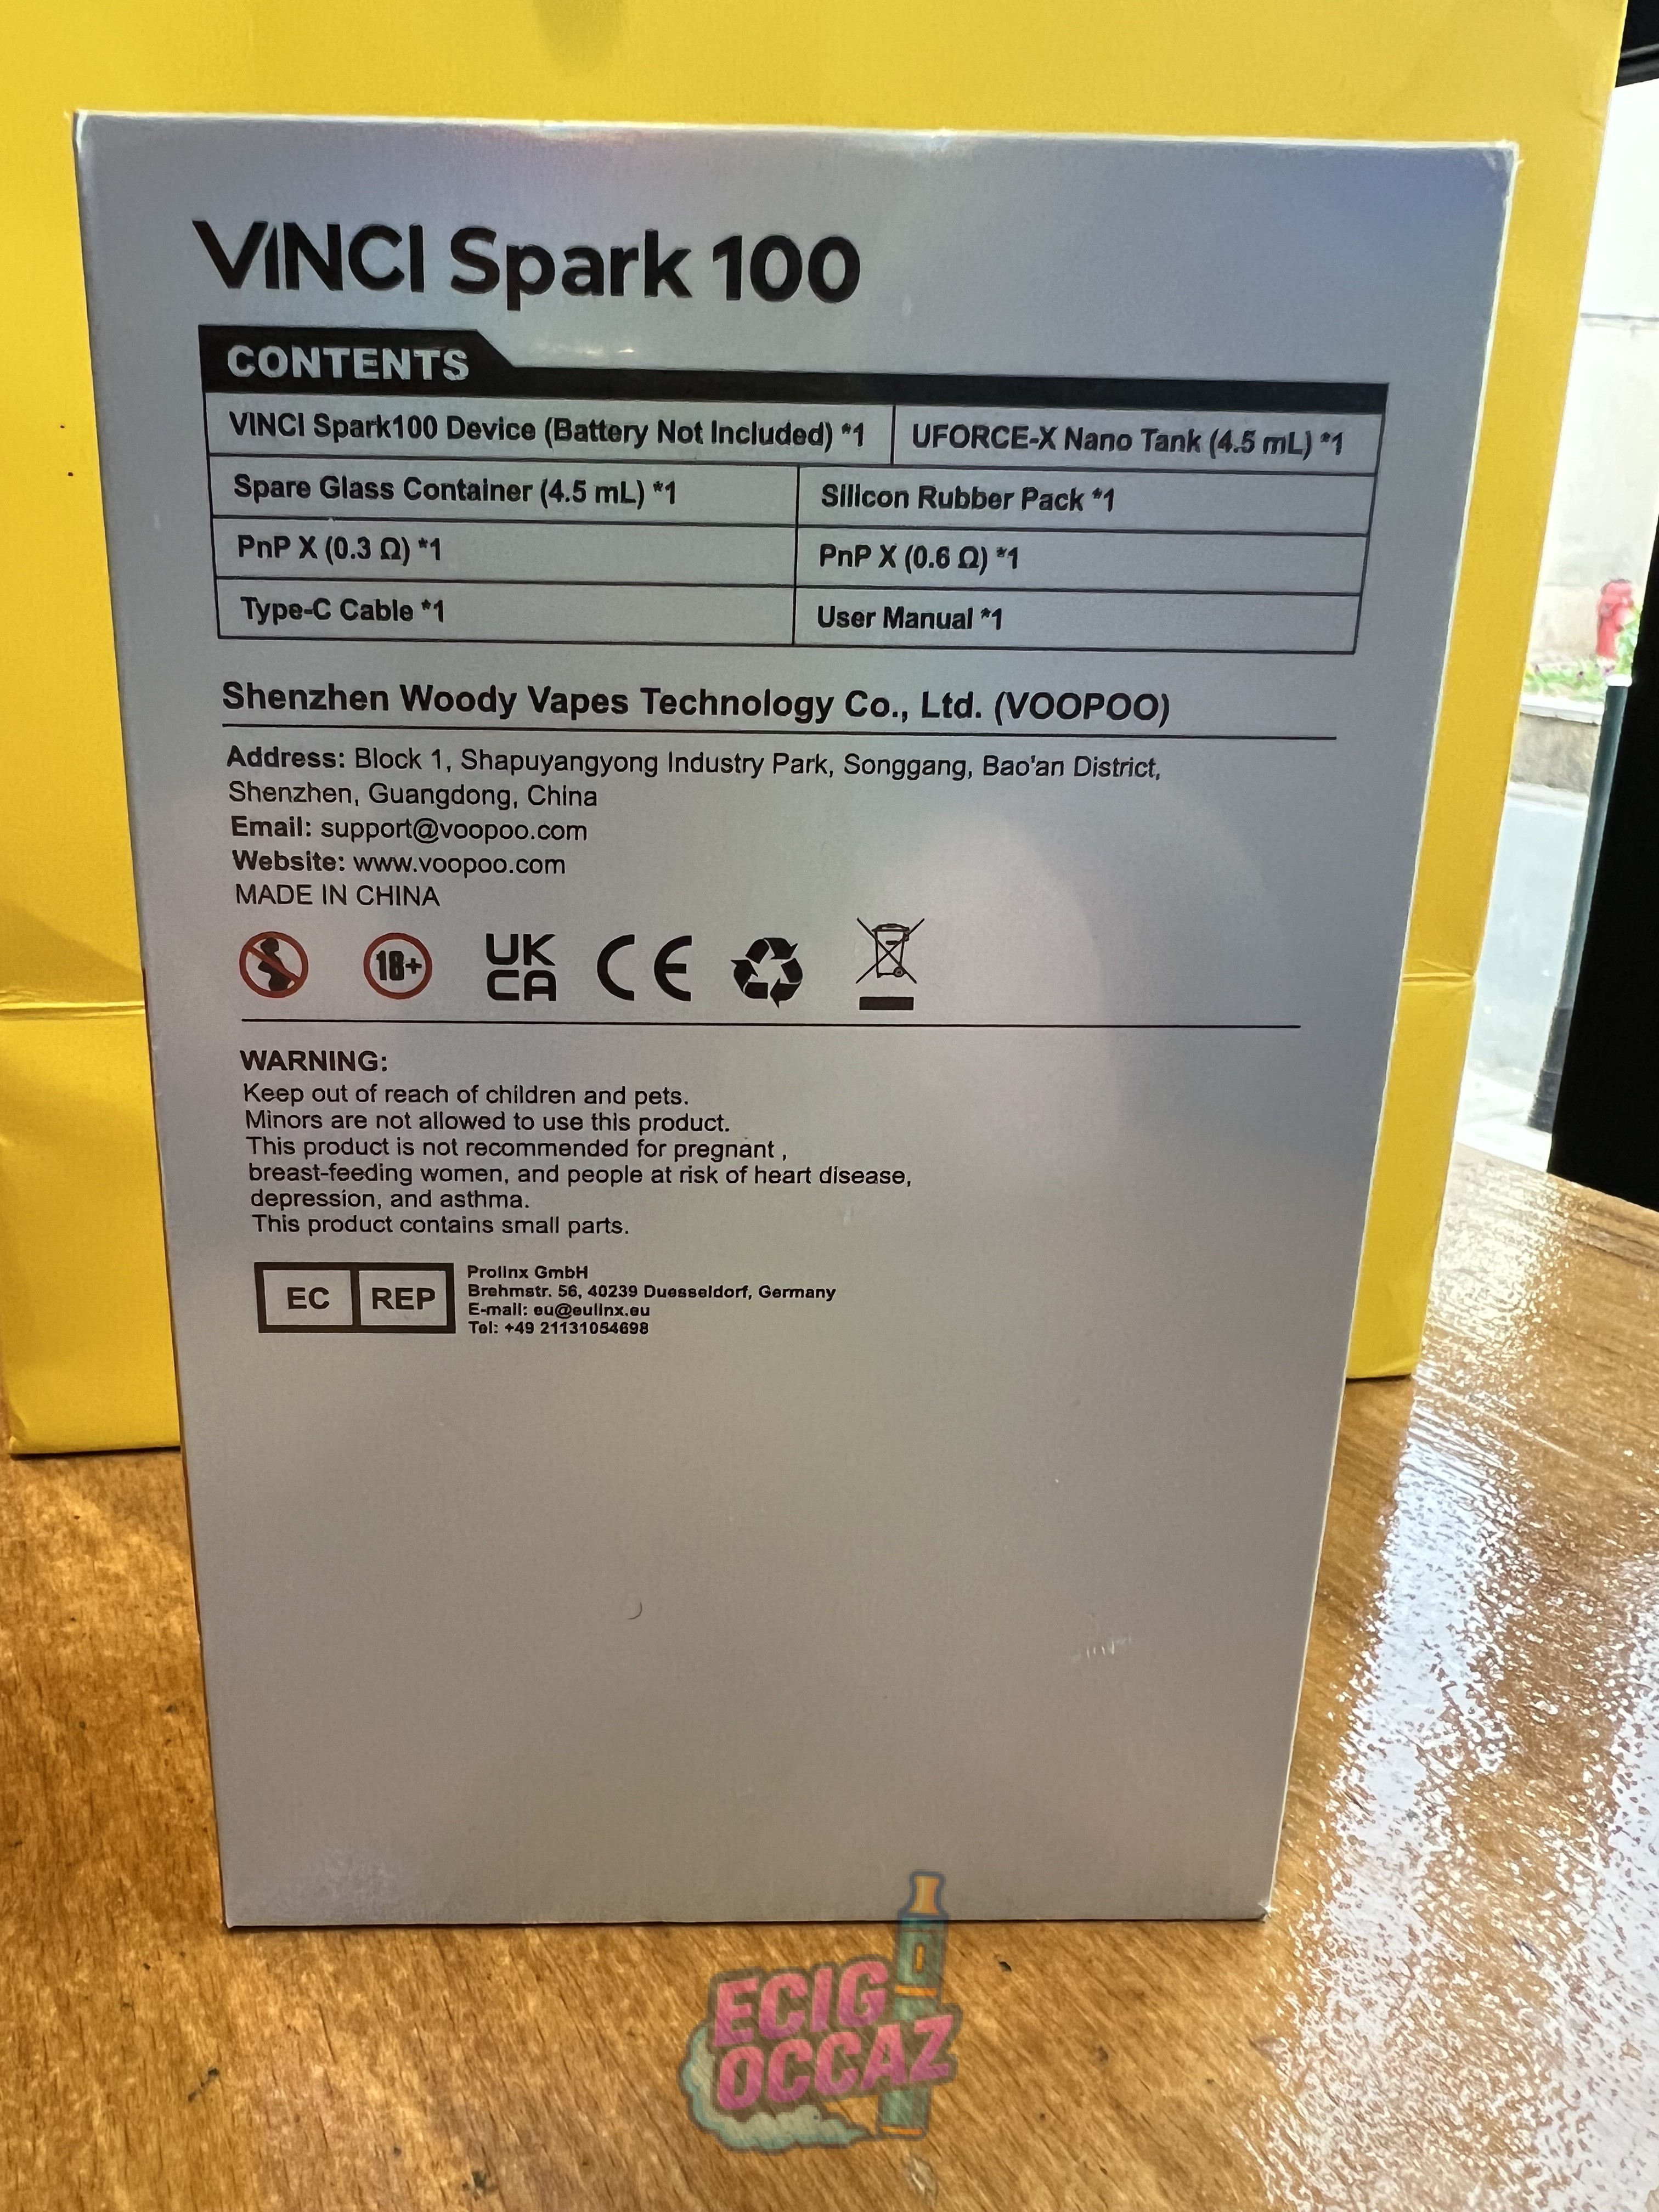 VINCI Spark 100
CONTENTS
VINCI Spark100 Device (Battery Not Included) *1
UFORCE-X Nano Tank (4.5 mL) *1
Spare Glass Container (4.5 mL) *1
Silicon Rubber Pack *1
PnP X (0.3 Ω) *1
PnP X (0.6 Ω) *1
Type-C Cable *1
User Manual *1
Shenzhen Woody Vapes Technology Co., Ltd. (VOOPOO)
Address: Block 1, Shapuyangyong Industry Park, Songgang, Bao'an District,
Shenzhen, Guangdong, China
Email: support@voopoo.com
Website: www.voopoo.com
MADE IN CHINA
18+
UK
CA
CE
WARNING:
Keep out of reach of children and pets.
Minors are not allowed to use this product.
This product is not recommended for pregnant ,
breast-feeding women, and people at risk of heart disease,
depression, and asthma.
This product contains small parts.
EC REP
Prolinx GmbH
Brehmstr. 56, 40239 Duesseldorf, Germany
E-mail: eu@eulinx.eu
Tel: +49 21131054698
ECIG
OCCAZ